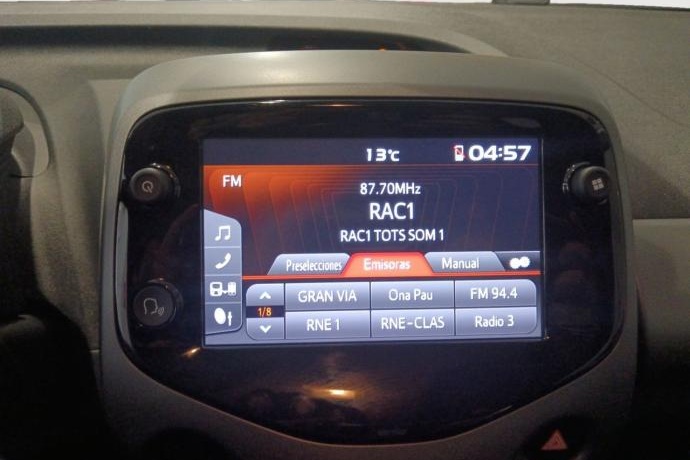 13°C 04:57
FM
87.70MHz
RAC1
RAC1 TOTS SOM 1
Preselecciones Emisoras Manual
GRAN VIA Ona Pau FM 94.4
1/8
RNE 1 RNE-CLAS Radio 3